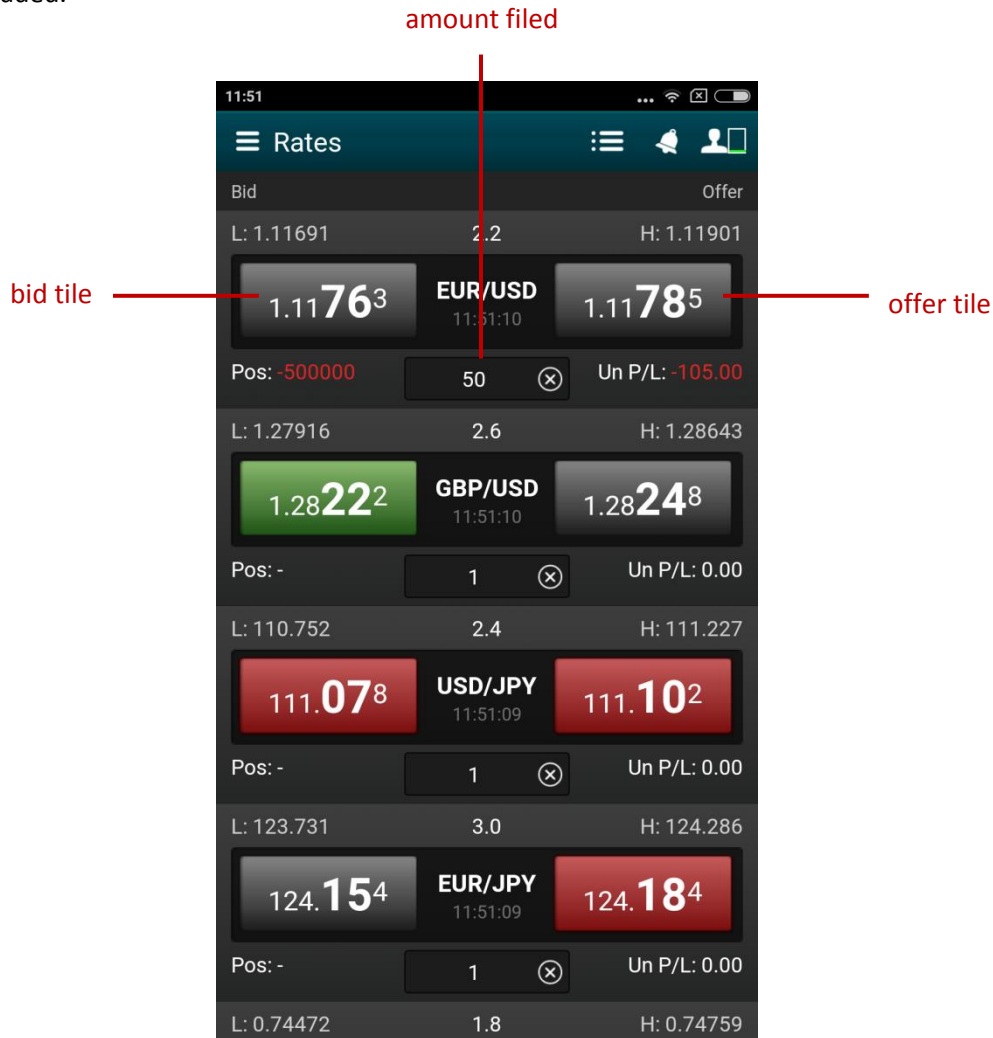 amount filed
11:51
Rates
Bid Offer
L: 1.11691 2.2 H: 1.11901
bid tile 1.11763 EUR/USD 1.11785 offer tile
11:51:10
Pos: -500000 50 Un P/L: -105.00
L: 1.27916 2.6 H: 1.28643
1.28222 GBP/USD 1.28248
11:51:10
Pos: - 1 Un P/L: 0.00
L: 110.752 2.4 H: 111.227
111.078 USD/JPY 111.102
11:51:09
Pos: - 1 Un P/L: 0.00
L: 123.731 3.0 H: 124.286
124.154 EUR/JPY 124.184
11:51:09
Pos: - 1 Un P/L: 0.00
L: 0.74472 1.8 H: 0.74759